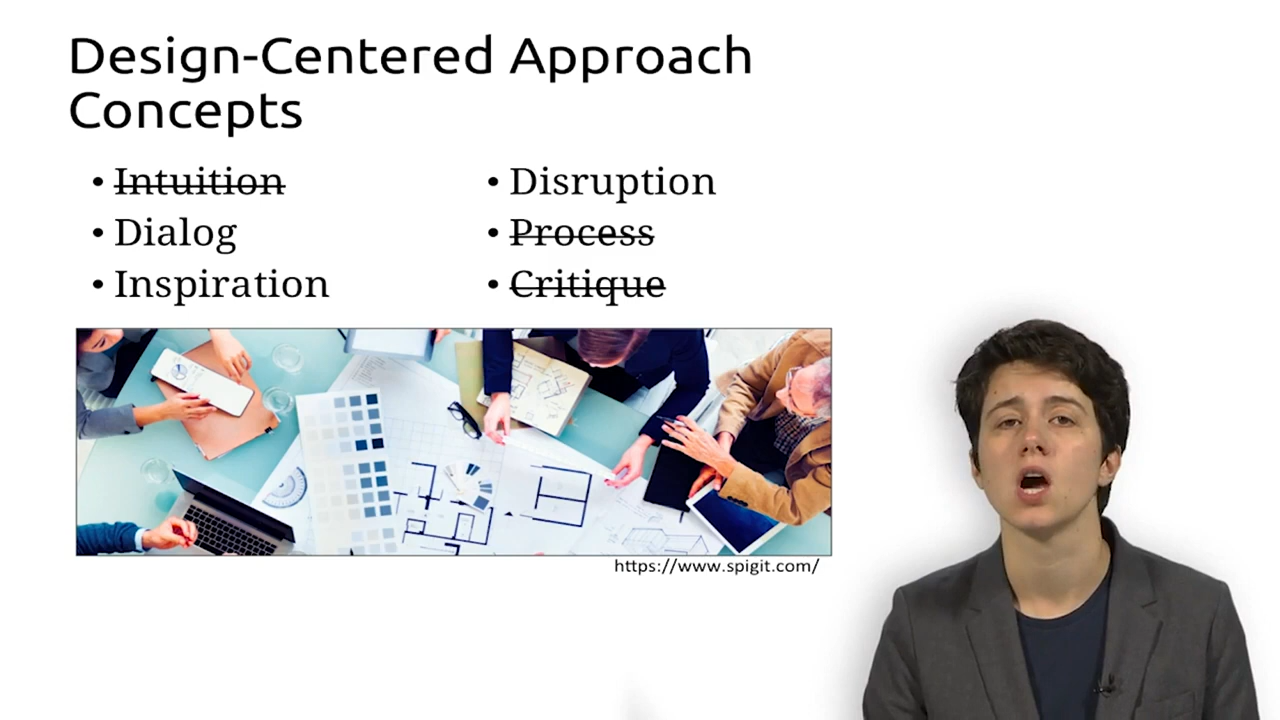 Design-Centered Approach
Concepts
• Intuition
• Dialog
• Inspiration
• Disruption
• Process
• Critique
https://www.spigit.com/